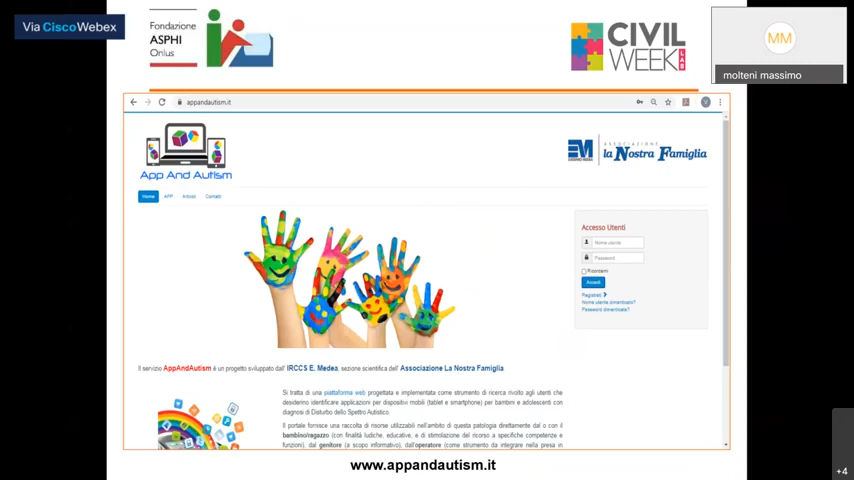 Via CiscoWebex
Fondazione
ASPHI
Onlus
CIVIL
WEEK
LAB
MM
molteni massimo
appandautism.it
V
App And Autism
ASSOCIAZIONE
la Nostra Famiglia
Home APP Articoli Contatti
Accesso Utenti
Nome utente
Password
Ricordami
Accedi
Registrati
Nome utente dimenticato?
Password dimenticata?
Il servizio AppAndAutism è un progetto sviluppato dall' IRCCS E. Medea, sezione scientifica dell' Associazione La Nostra Famiglia
Si tratta di una piattaforma web progettata e implementata come strumento di ricerca rivolto agli utenti che
desiderino identificare applicazioni per dispositivi mobili (tablet e smartphone) per bambini e adolescenti con
diagnosi di Disturbo dello Spettro Autistico.
Il portale fornisce una raccolta di risorse utilizzabili nell'ambito di questa patologia direttamente dal o con il
bambino/ragazzo (con finalità ludiche, educative, e di stimolazione del ricorso a specifiche competenze e
funzioni), dal genitore (a scopo informativo), dall'operatore (come strumento da integrare nella presa in
www.appandautism.it
+4